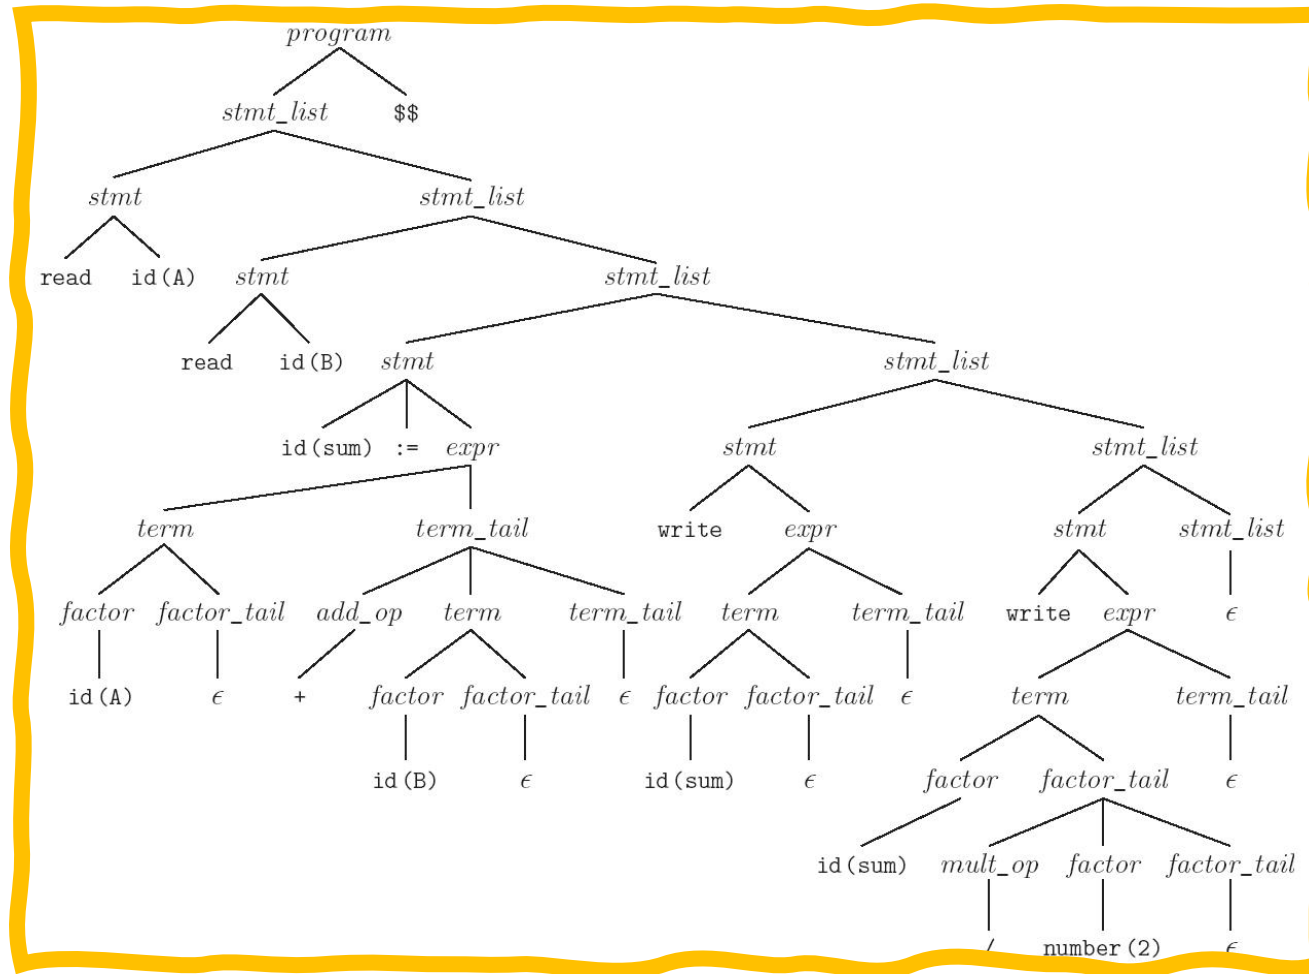 program
stmt_list $$
stmt stmt_list
read id(A) stmt stmt_list
read id(B) stmt stmt_list
id(sum) := expr stmt stmt_list
term term_tail write expr stmt stmt_list
factor factor_tail add_op term term_tail term term_tail write expr ϵ
id(A) ϵ + factor factor_tail ϵ factor factor_tail ϵ term term_tail
id(B) ϵ id(sum) ϵ factor factor_tail ϵ
id(sum) mult_op factor factor_tail
/ number(2) ϵ